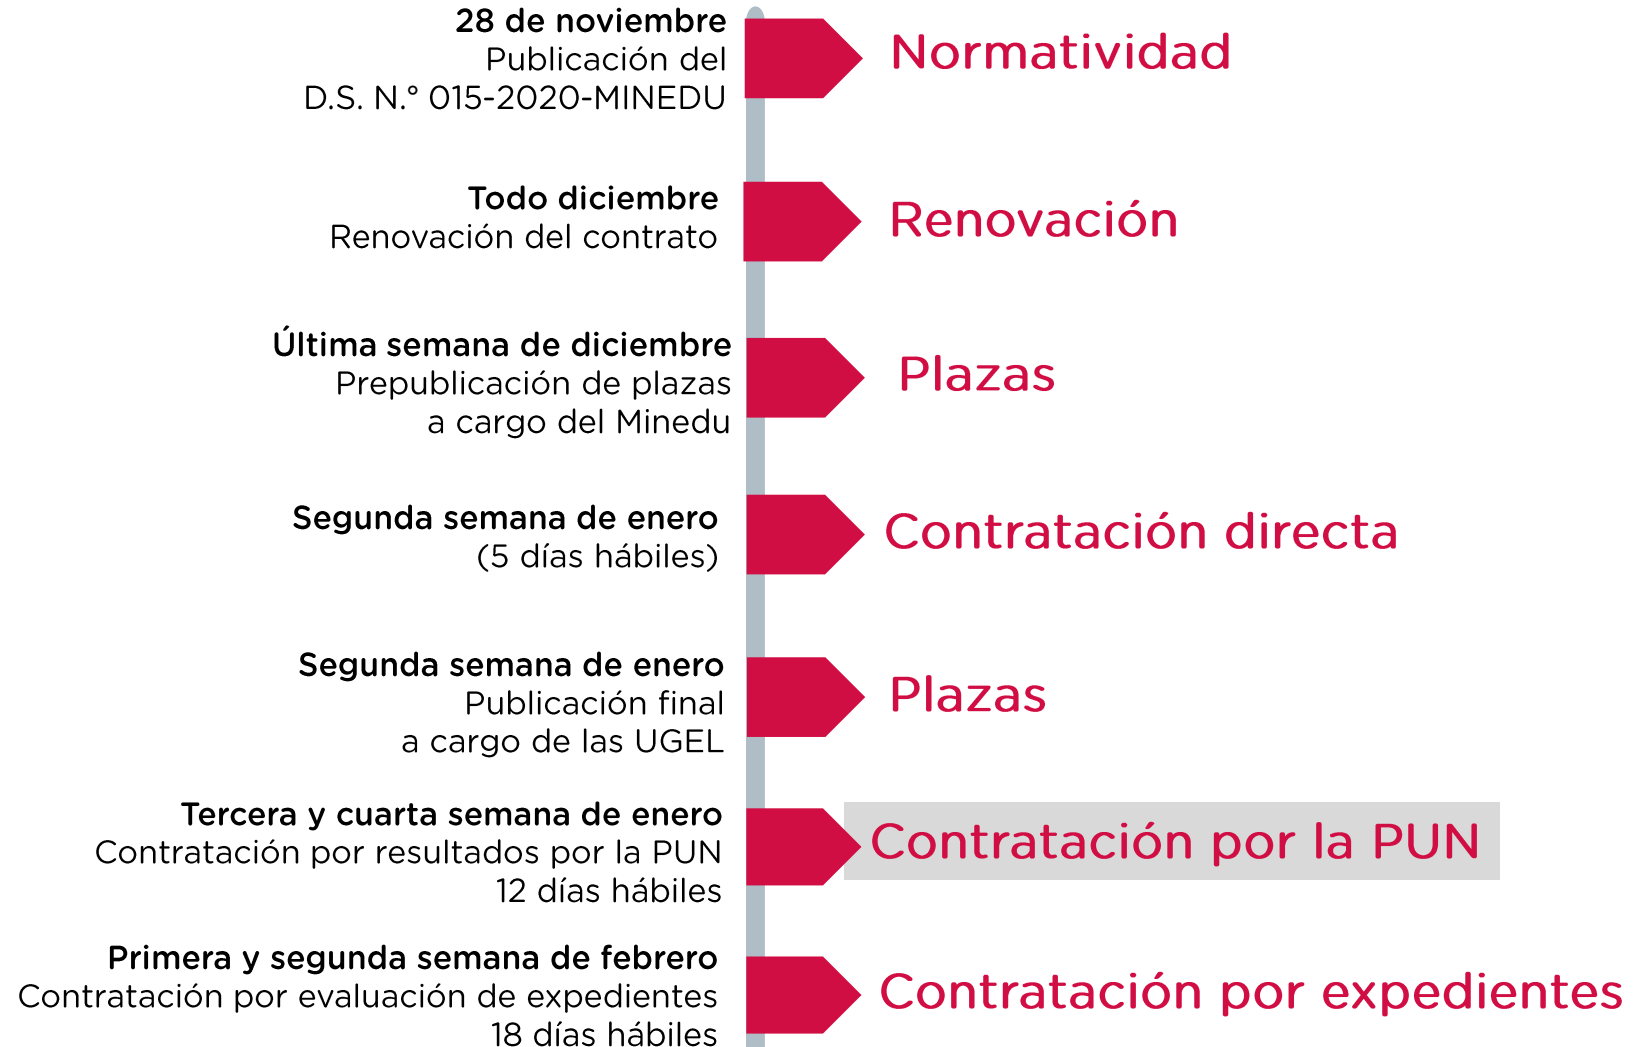 28 de noviembre
Publicación del
D.S. N.° 015-2020-MINEDU
Normatividad
Todo diciembre
Renovación del contrato
Renovación
Última semana de diciembre
Prepublicación de plazas
a cargo del Minedu
Plazas
Segunda semana de enero
(5 días hábiles)
Contratación directa
Segunda semana de enero
Publicación final
a cargo de las UGEL
Plazas
Tercera y cuarta semana de enero
Contratación por resultados por la PUN
12 días hábiles
Contratación por la PUN
Primera y segunda semana de febrero
Contratación por evaluación de expedientes
18 días hábiles
Contratación por expedientes